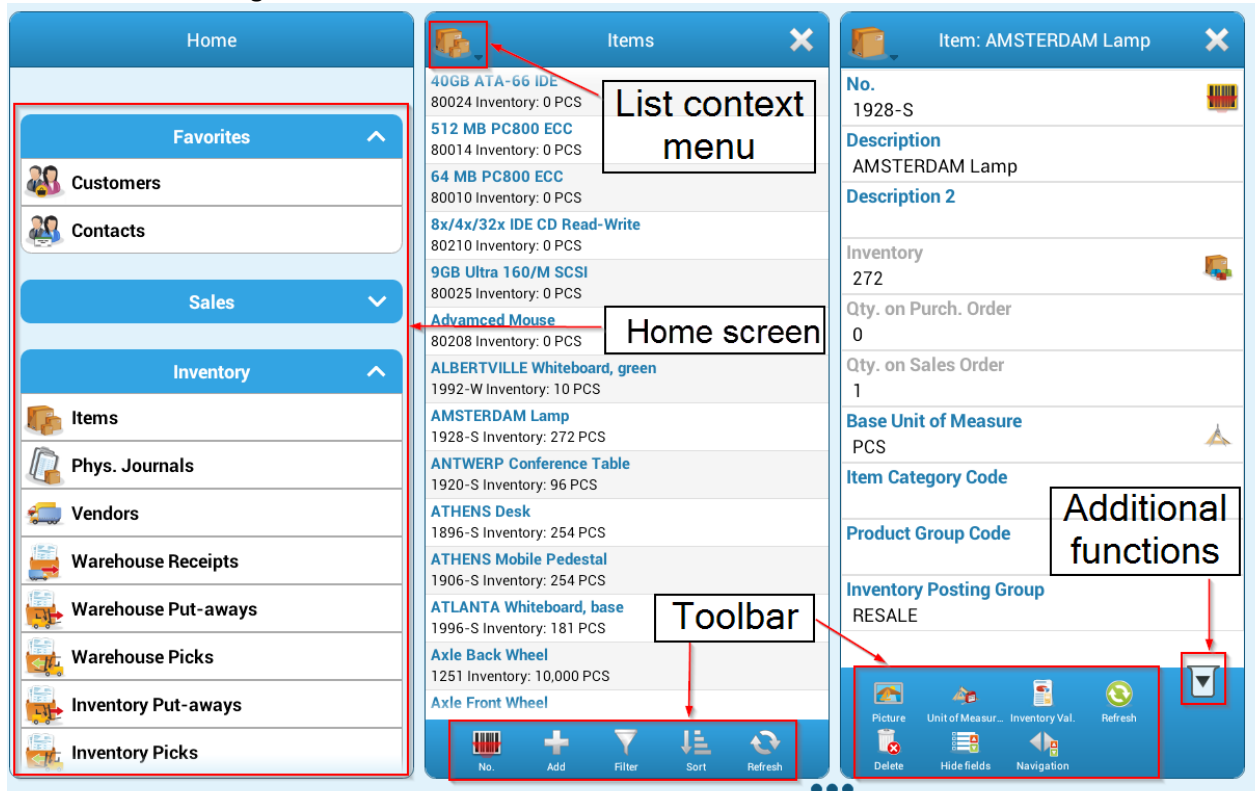 Home
Favorites
Customers
Contacts
Sales
Inventory
Items
Phys. Journals
Vendors
Warehouse Receipts
Warehouse Put-aways
Warehouse Picks
Inventory Put-aways
Inventory Picks
Items
40GB ATA-66 IDE
80024 Inventory: 0 PCS
512 MB PC800 ECC
80014 Inventory: 0 PCS
64 MB PC800 ECC
80010 Inventory: 0 PCS
8x/4x/32x IDE CD Read-Write
80210 Inventory: 0 PCS
9GB Ultra 160/M SCSI
80025 Inventory: 0 PCS
Advamced Mouse
80208 Inventory: 0 PCS
ALBERTVILLE Whiteboard, green
1992-W Inventory: 10 PCS
AMSTERDAM Lamp
1928-S Inventory: 272 PCS
ANTWERP Conference Table
1920-S Inventory: 96 PCS
ATHENS Desk
1896-S Inventory: 254 PCS
ATHENS Mobile Pedestal
1906-S Inventory: 254 PCS
ATLANTA Whiteboard, base
1996-S Inventory: 181 PCS
Axle Back Wheel
1251 Inventory: 10,000 PCS
Axle Front Wheel
No. Add Filter Sort Refresh
List context
menu
Home screen
Toolbar
Item: AMSTERDAM Lamp
No.
1928-S
Description
AMSTERDAM Lamp
Description 2
Inventory
272
Qty. on Purch. Order
0
Qty. on Sales Order
1
Base Unit of Measure
PCS
Item Category Code
Product Group Code
Inventory Posting Group
RESALE
Additional
functions
Picture Unit of Measur... Inventory Val. Refresh
Delete Hide fields Navigation